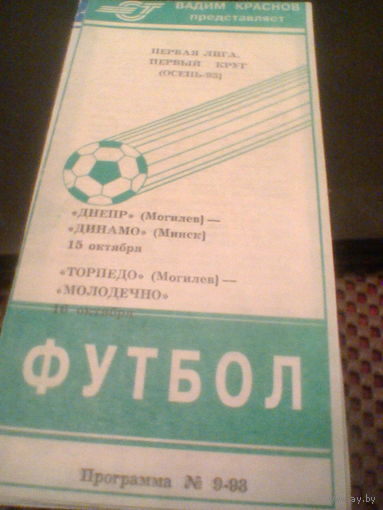 ВАДИМ КРАСНОВ
представляет
ПЕРВАЯ ЛИГА.
ПЕРВЫЙ КРУГ
(ОСЕНЬ-93)
«ДНЕПР» (Могилев)—
«ДИНАМО» (Минск)
15 октября
«ТОРПЕДО» (Могилев)—
«МОЛОДЕЧНО»
16 октября
ФУТБОЛ
Программа № 9-93